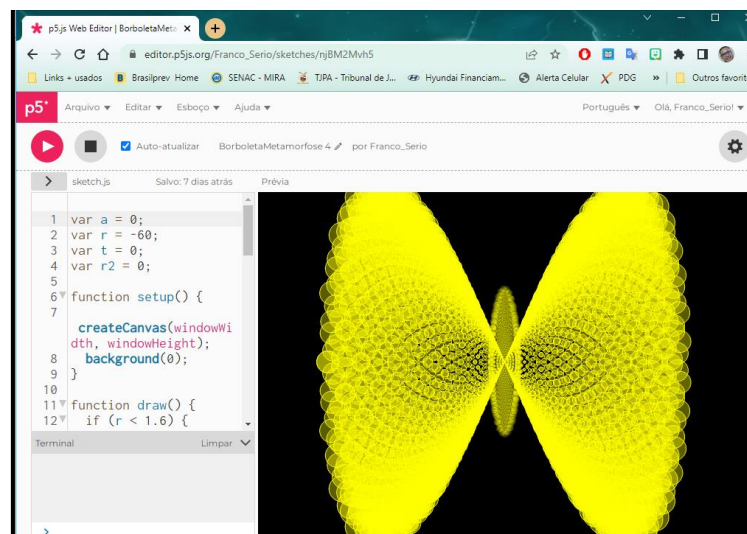 p5.js Web Editor | BorboletaMeta
editor.p5js.org/Franco_Serio/sketches/njBM2Mvh5
Links + usados
Brasilprev Home
SENAC - MIRA
TJPA - Tribunal de J...
Hyundai Financiam...
Alerta Celular
PDG
»
Outros favorit
p5*
Arquivo
Editar
Esboço
Ajuda
Português
Olá, Franco_Serio!
Auto-atualizar
BorboletaMetamorfose 4
por Franco_Serio
sketch.js
Salvo: 7 dias atrás
Prévia
1 var a = 0;
2 var r = -60;
3 var t = 0;
4 var r2 = 0;
5
6 function setup() {
7
createCanvas(windowWi
dth, windowHeight);
8 background(0);
9 }
10
11 function draw() {
12 if (r < 1.6) {
Terminal
Limpar
>